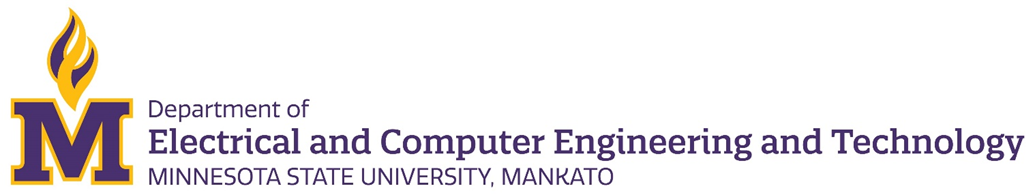 M
Department of
Electrical and Computer Engineering and Technology
MINNESOTA STATE UNIVERSITY, MANKATO